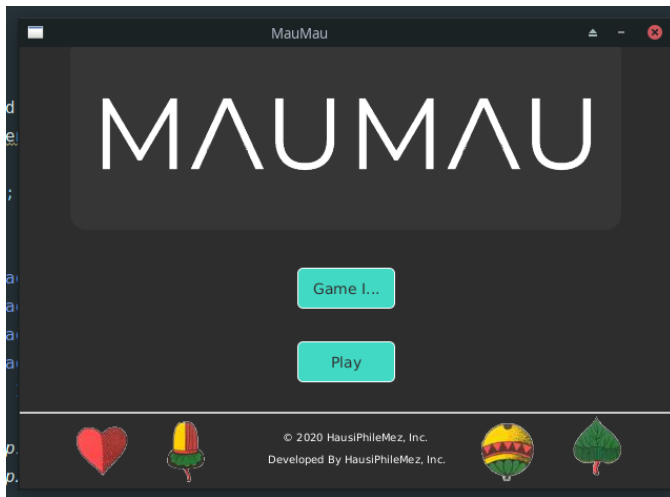 MauMau
MAUMAU
Game I...
Play
© 2020 HausiPhileMez, Inc.
Developed By HausiPhileMez, Inc.